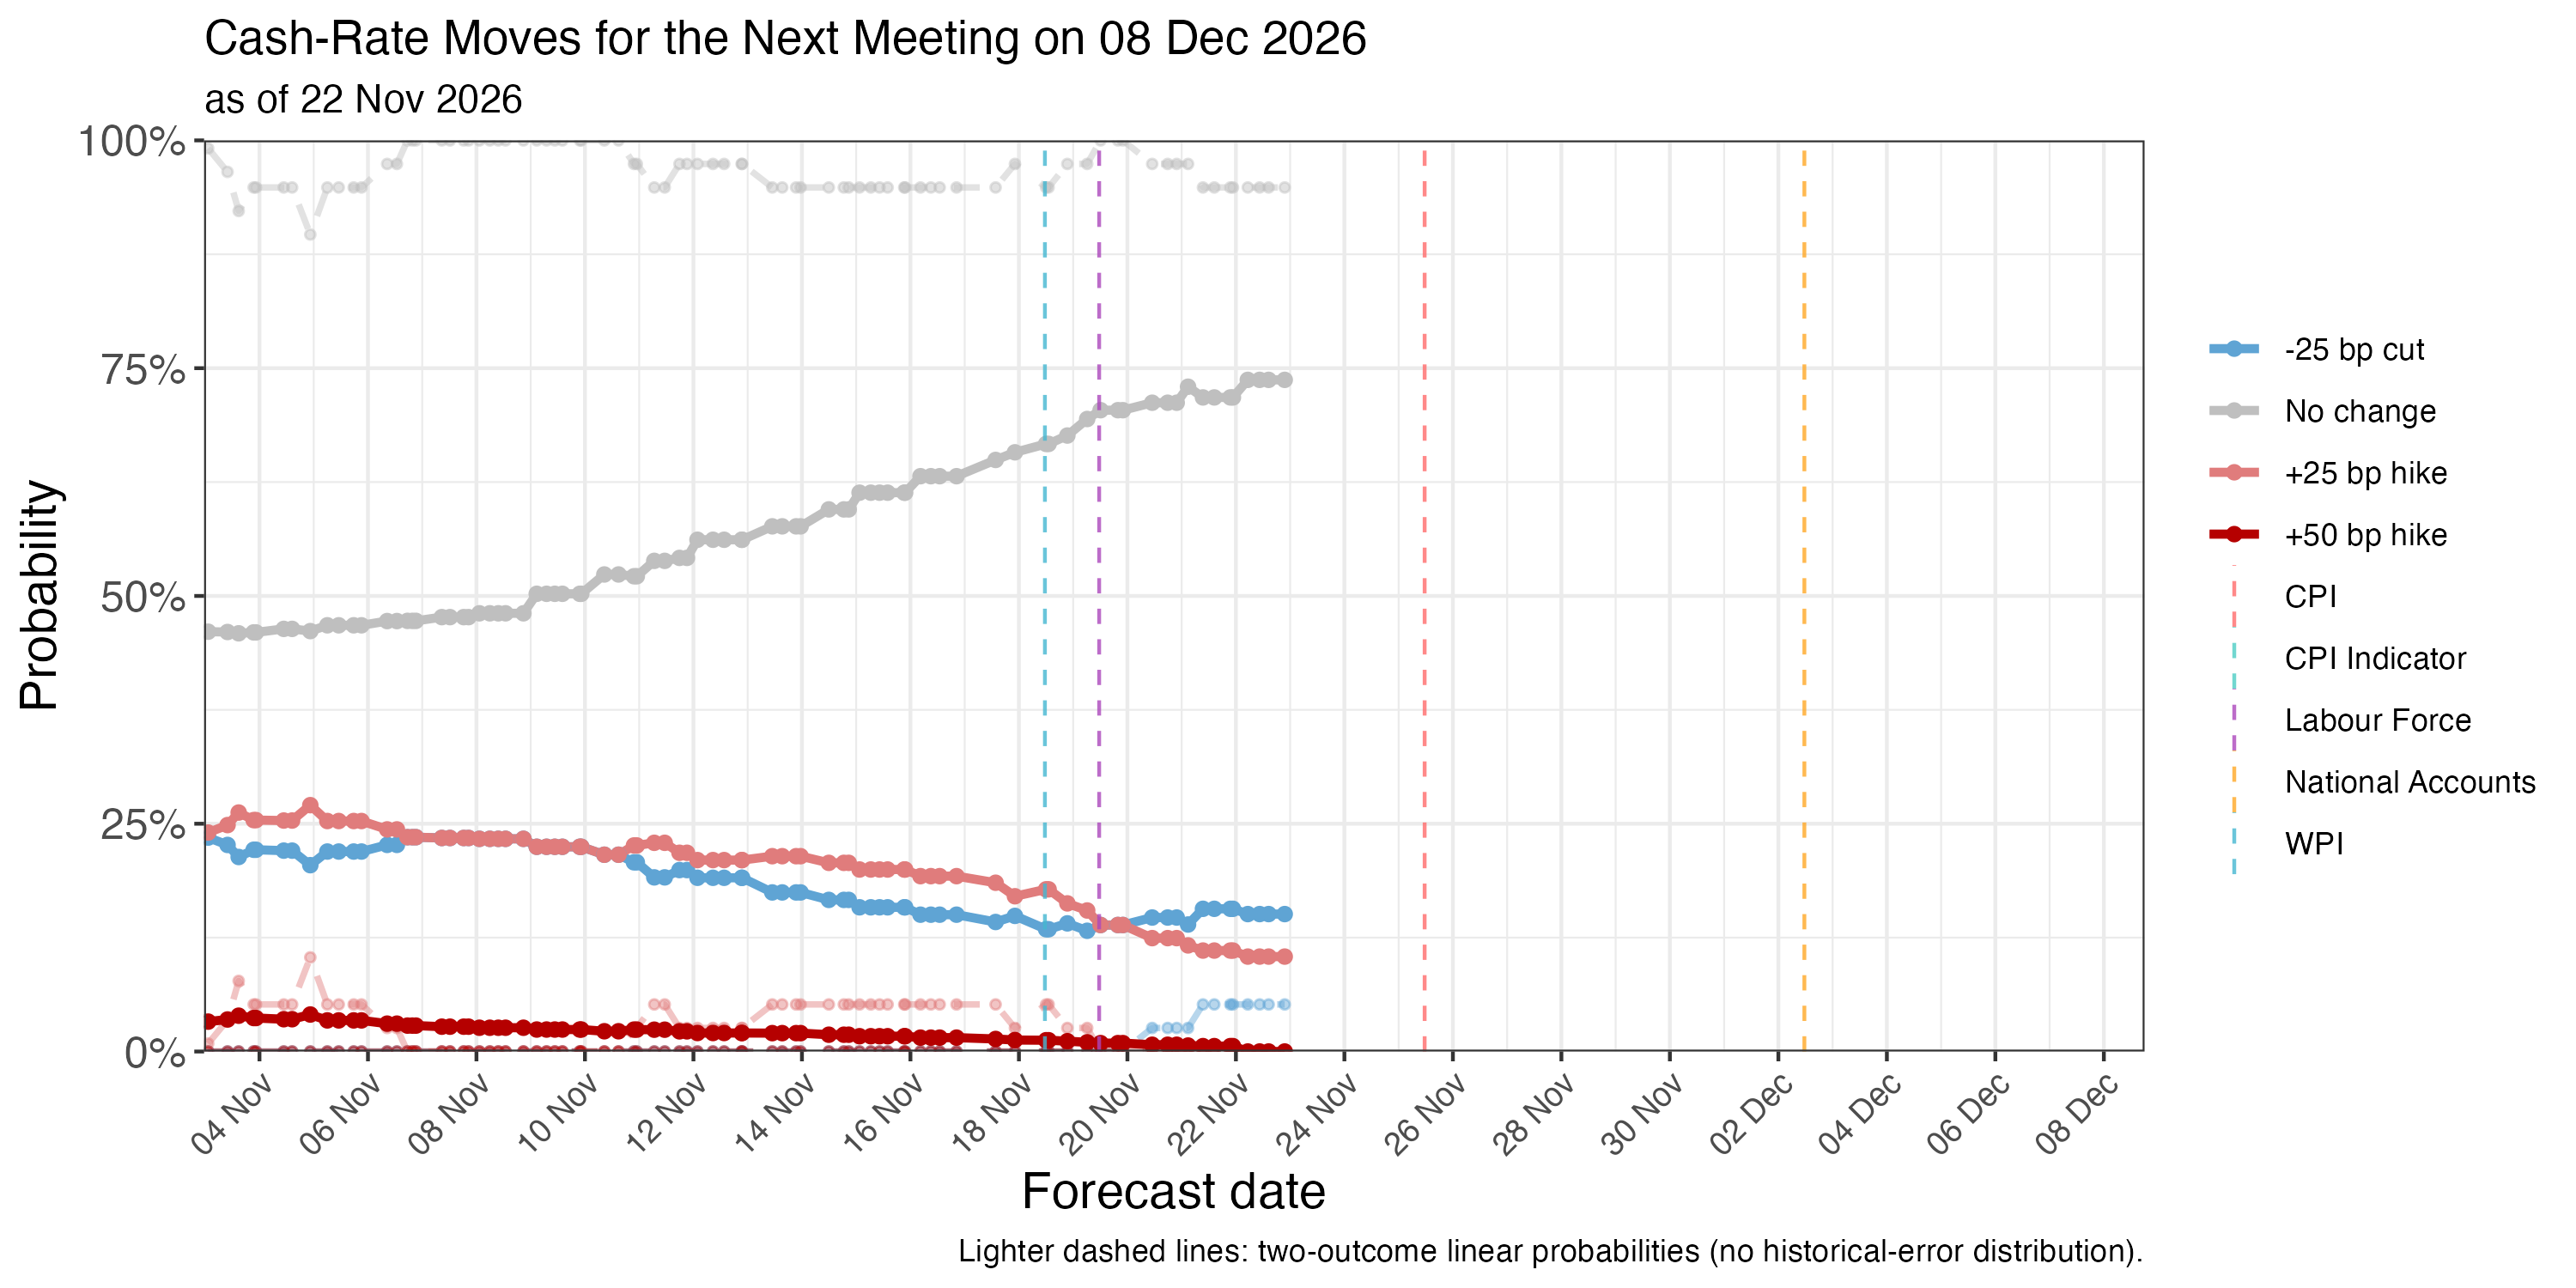 Cash-Rate Moves for the Next Meeting on 08 Dec 2026
as of 22 Nov 2026
Probability
100%
75%
50%
25%
0%
04 Nov
06 Nov
08 Nov
10 Nov
12 Nov
14 Nov
16 Nov
18 Nov
20 Nov
22 Nov
24 Nov
26 Nov
28 Nov
30 Nov
02 Dec
04 Dec
06 Dec
08 Dec
Forecast date
-25 bp cut
No change
+25 bp hike
+50 bp hike
CPI
CPI Indicator
Labour Force
National Accounts
WPI
Lighter dashed lines: two-outcome linear probabilities (no historical-error distribution).